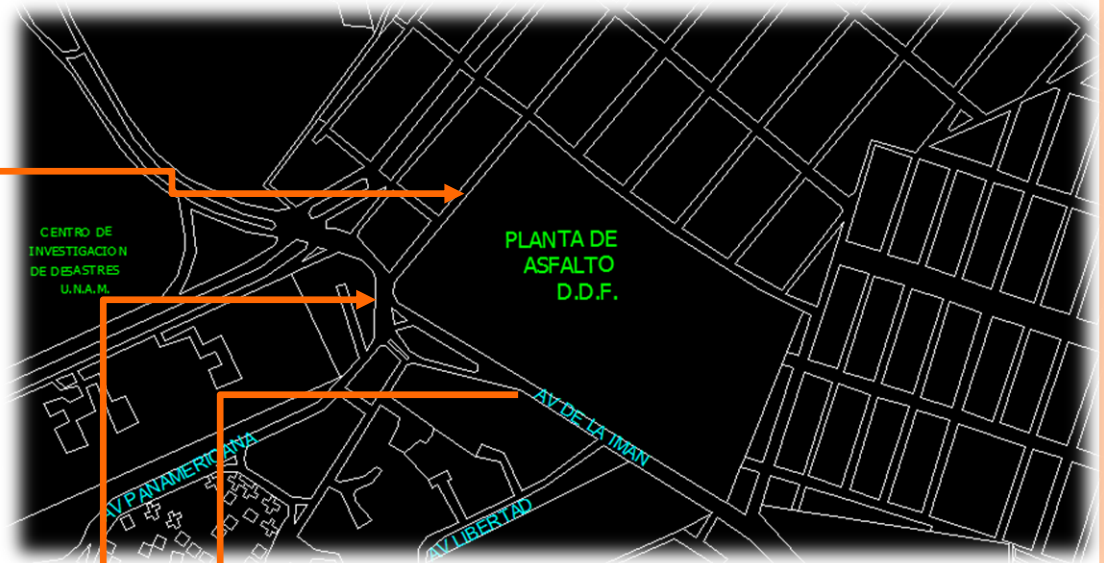 CENTRO DE
INVESTIGACION
DE DESASTRES
U.N.A.M.
PLANTA DE
ASFALTO
D.D.F.
AV DE LA IMAN
AV PANAMERICANA
AV LIBERTAD